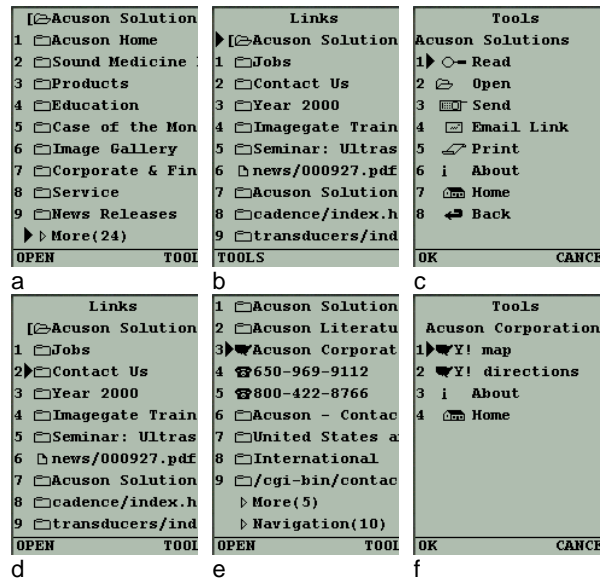 [Acuson Solution
1 Acuson Home
2 Sound Medicine
3 Products
4 Education
5 Case of the Mon
6 Image Gallery
7 Corporate & Fin
8 Service
9 News Releases
More(24)
OPEN TOOL
a
Links
[Acuson Solution
1 Jobs
2 Contact Us
3 Year 2000
4 Imagegate Train
5 Seminar: Ultras
6 news/000927.pdf
7 Acuson Solution
8 cadence/index.h
9 transducers/ind
TOOLS
b
Tools
Acuson Solutions
1 Read
2 Open
3 Send
4 Email Link
5 Print
6 i About
7 Home
8 Back
OK CANCE
c
Links
[Acuson Solution
1 Jobs
2 Contact Us
3 Year 2000
4 Imagegate Train
5 Seminar: Ultras
6 news/000927.pdf
7 Acuson Solution
8 cadence/index.h
9 transducers/ind
OPEN TOOL
d
1 Acuson Solution
2 Acuson Literatu
3 Acuson Corporat
4 650-969-9112
5 800-422-8766
6 Acuson - Contac
7 United States a
8 International
9 /cgi-bin/contac
More(5)
Navigation(10)
OPEN TOOL
e
Tools
Acuson Corporation
1 Y! map
2 Y! directions
3 i About
4 Home
OK CANCE
f